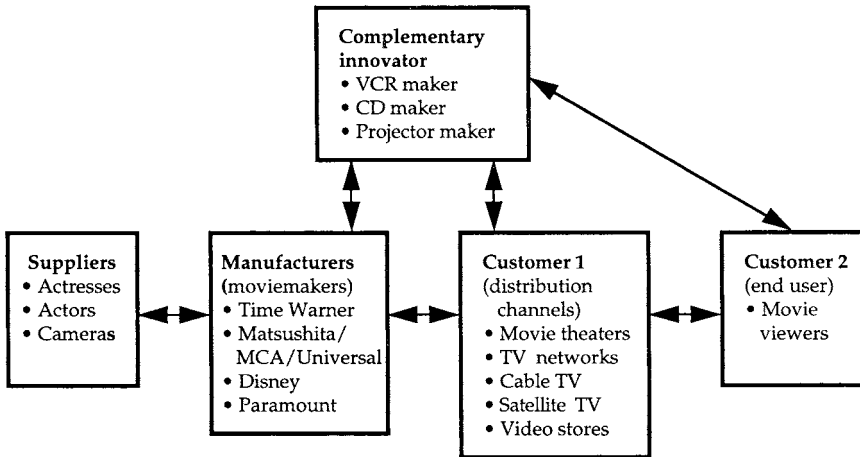 Complementary
innovator
• VCR maker
• CD maker
• Projector maker
Suppliers
• Actresses
• Actors
• Cameras
Manufacturers
(moviemakers)
• Time Warner
• Matsushita/
MCA/Universal
• Disney
• Paramount
Customer 1
(distribution
channels)
• Movie theaters
• TV networks
• Cable TV
• Satellite TV
• Video stores
Customer 2
(end user)
• Movie
viewers